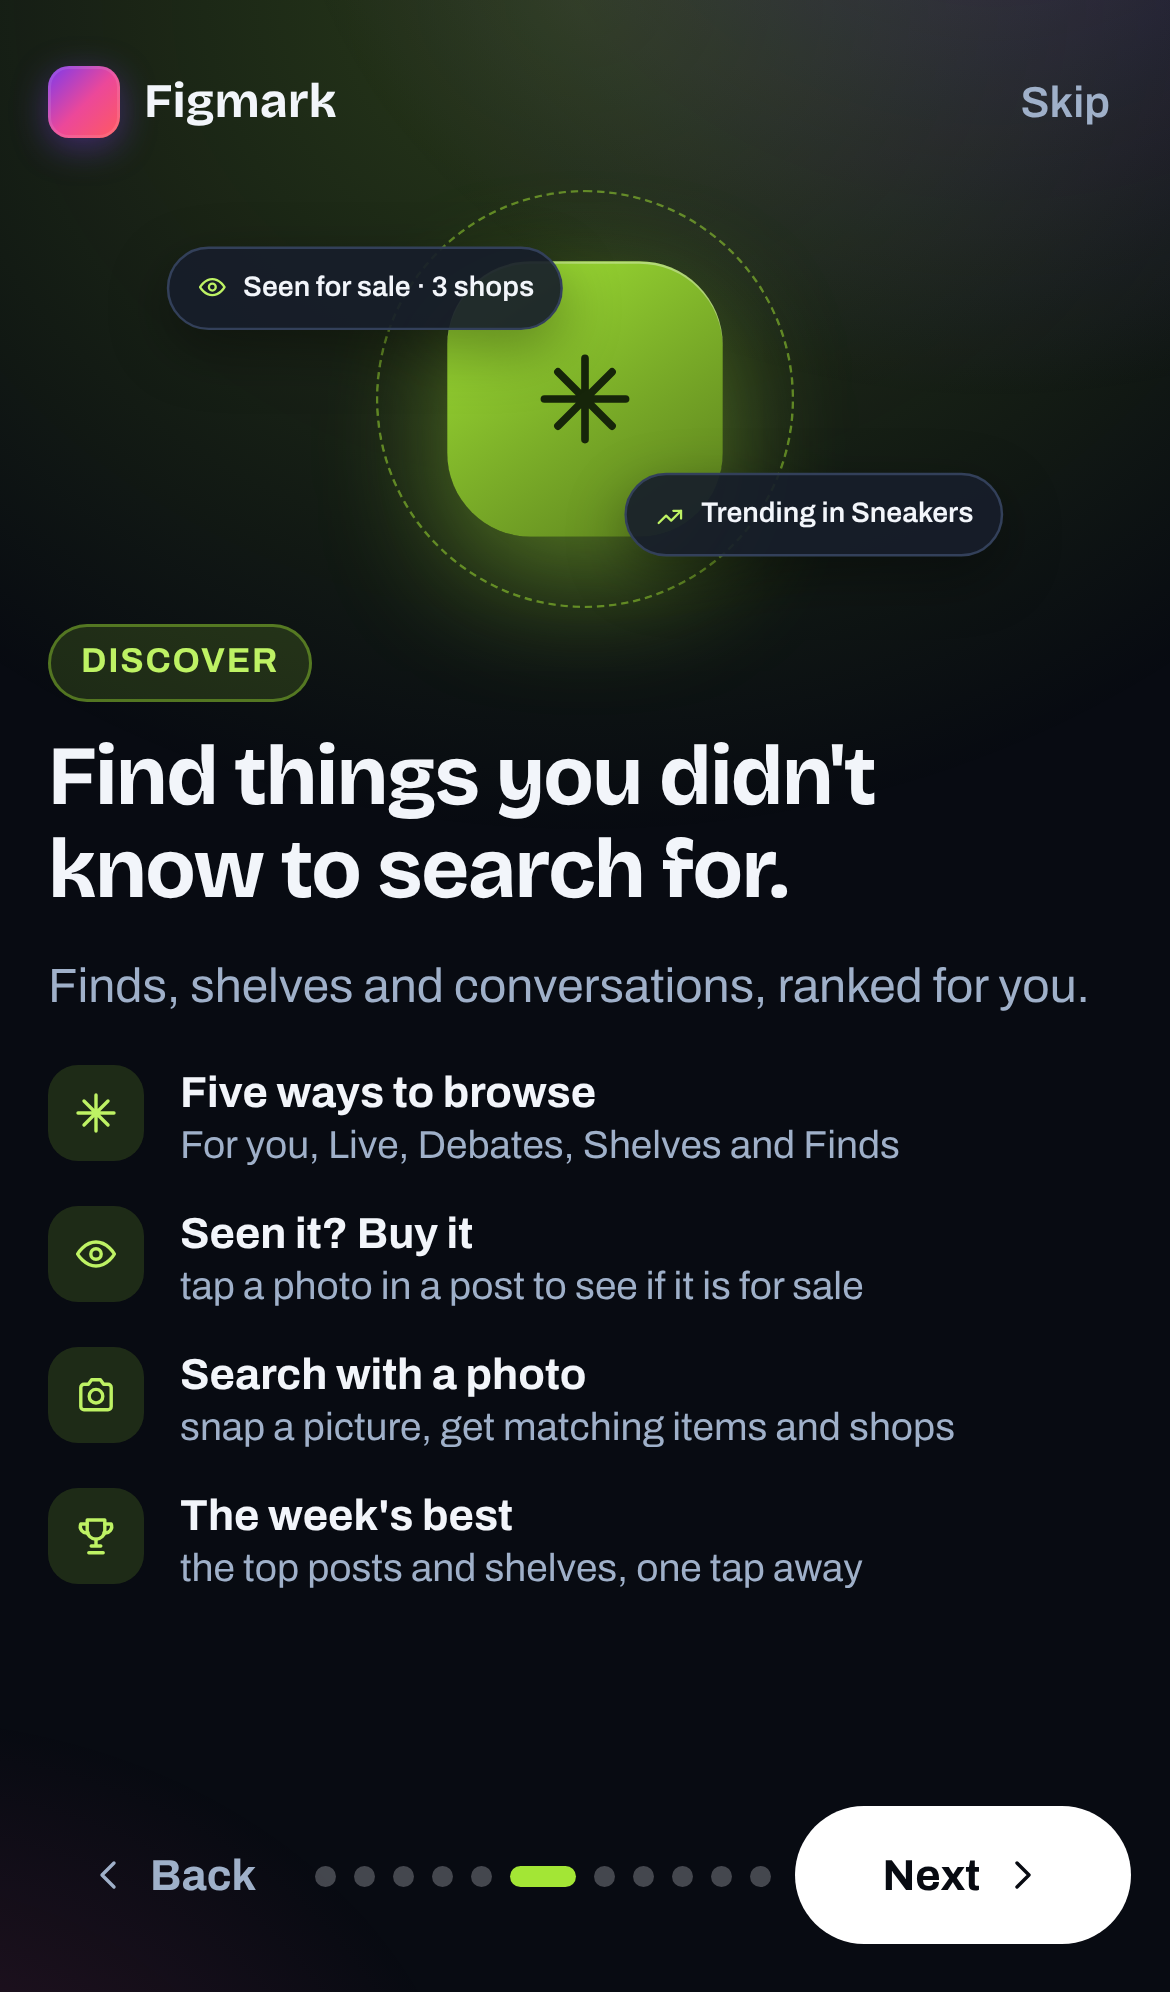 Figmark
Skip
Seen for sale · 3 shops
Trending in Sneakers
DISCOVER
Find things you didn't
know to search for.
Finds, shelves and conversations, ranked for you.
Five ways to browse
For you, Live, Debates, Shelves and Finds
Seen it? Buy it
tap a photo in a post to see if it is for sale
Search with a photo
snap a picture, get matching items and shops
The week's best
the top posts and shelves, one tap away
Back
Next